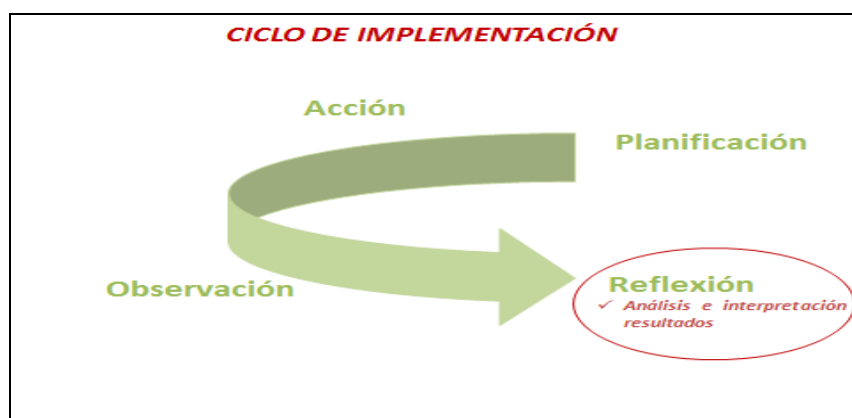 CICLO DE IMPLEMENTACIÓN
Acción
Planificación
Observación
Reflexión
✓ Análisis e interpretación
resultados